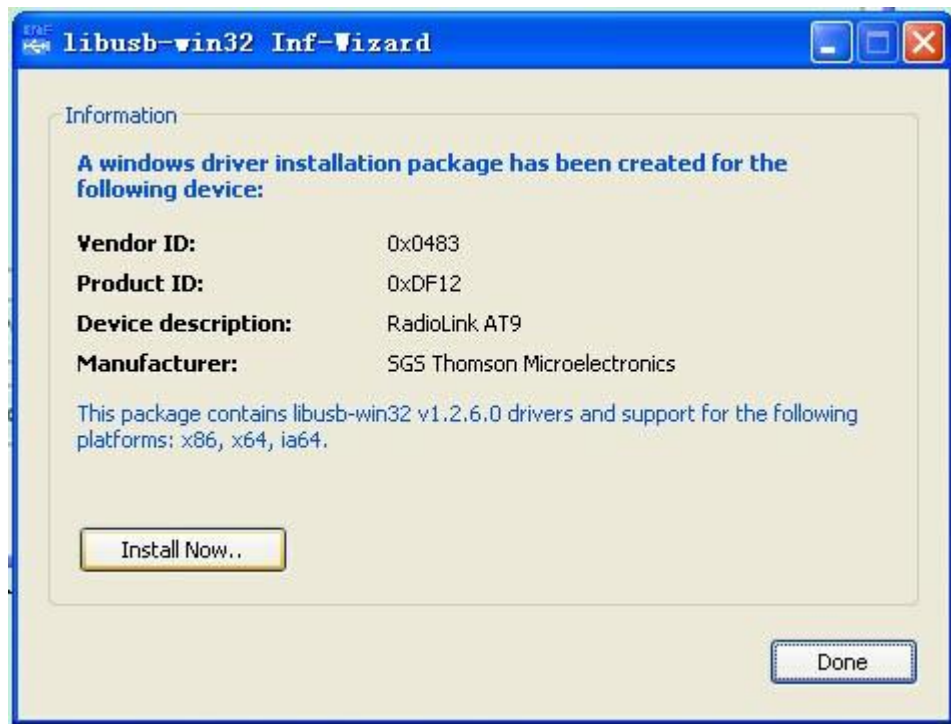 libusb-win32 Inf-Wizard
Information
A windows driver installation package has been created for the
following device:
Vendor ID: 0x0483
Product ID: 0xDF12
Device description: RadioLink AT9
Manufacturer: SGS Thomson Microelectronics
This package contains libusb-win32 v1.2.6.0 drivers and support for the following
platforms: x86, x64, ia64.
Install Now..
Done